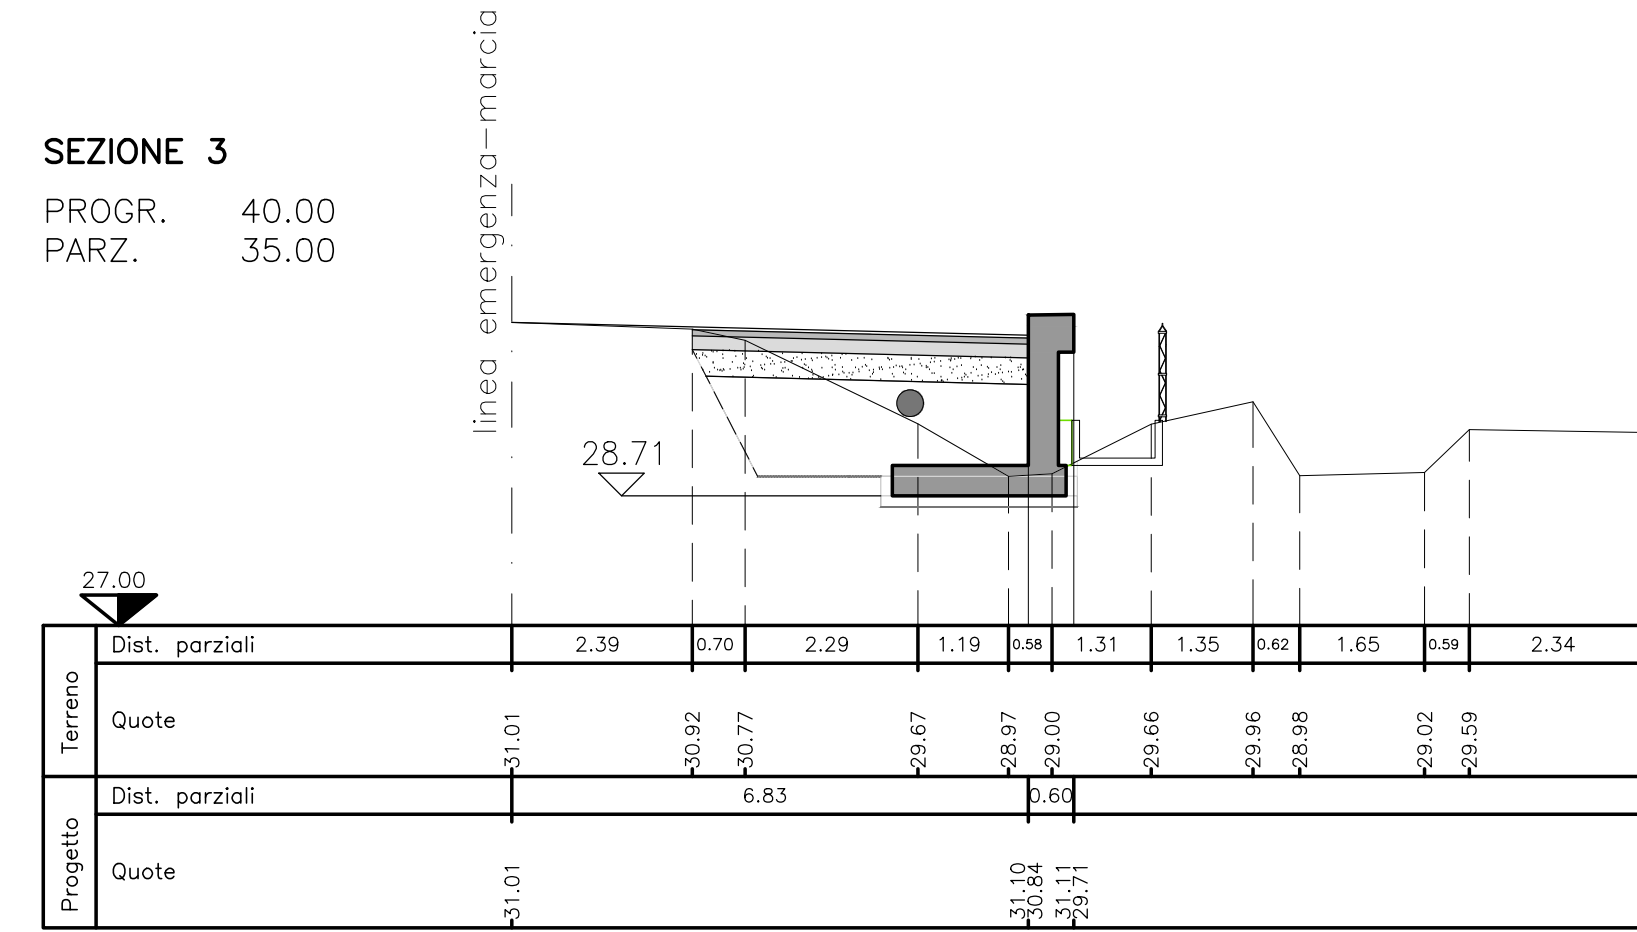 linea emergenza-marcia
SEZIONE 3
PROGR. 40.00
PARZ. 35.00
28.71
27.00
Terreno
Dist. parziali 2.39 0.70 2.29 1.19 0.58 1.31 1.35 0.62 1.65 0.59 2.34
Quote 31.01 30.92 30.77 29.67 28.97 29.00 29.66 29.96 28.98 29.02 29.59
Progetto
Dist. parziali 6.83 0.60
Quote 31.01 31.10 30.84 31.11 29.71